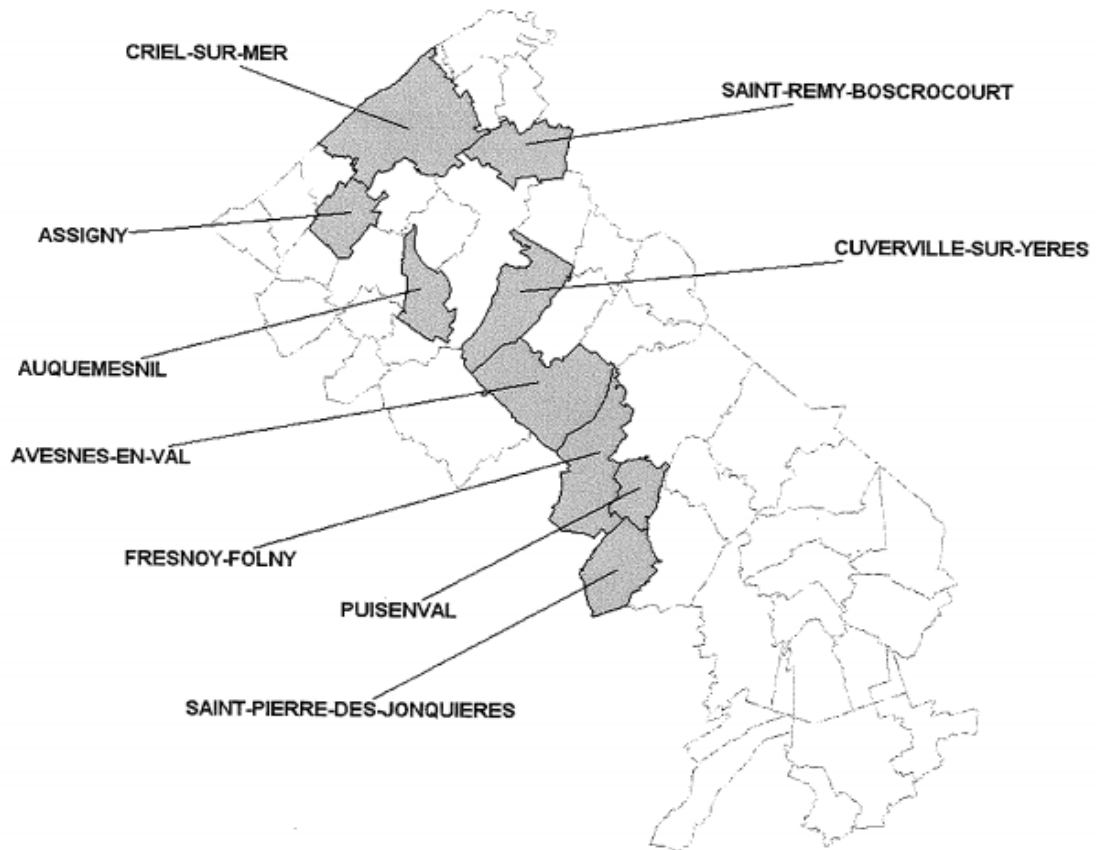 CRIEL-SUR-MER
SAINT-REMY-BOSCROCOURT
ASSIGNY
CUVERVILLE-SUR-YERES
AUQUEMESNIL
AVESNES-EN-VAL
FRESNOY-FOLNY
PUISENVAL
SAINT-PIERRE-DES-JONQUIERES